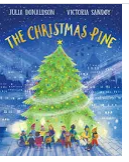 JULIA DONALDSON VICTORIA SANDØY
THE CHRISTMAS PINE